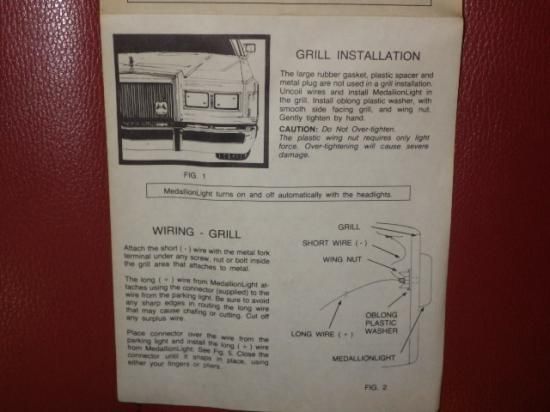 GRILL INSTALLATION
The large rubber gasket, plastic spacer and
metal plug are not used in a grill installation.
Uncoil wires and install MedallionLight in
the grill. Install oblong plastic washer, with
smooth side facing grill, and wing nut.
Gently tighten by hand.
CAUTION: Do Not Over-tighten.
The plastic wing nut requires only light
force. Over-tightening will cause severe
damage.
FIG. 1
MedallionLight turns on and off automatically with the headlights.
WIRING - GRILL
Attach the short (-) wire with the metal fork
terminal under any screw, nut or bolt inside
the grill area that attaches to metal.
The long (+) wire from MedallionLight at-
taches using the connector (supplied) to the
wire from the parking light. Be sure to avoid
any sharp edges in routing the long wire
that may cause chafing or cutting. Cut off
any surplus wire.
Place connector over the wire from the
parking light and install the long (+) wire
from MedallionLight. See Fig. 5. Close the
connector until it snaps in place, using
either your fingers or pliers.
GRILL
SHORT WIRE (-)
WING NUT
OBLONG
PLASTIC
WASHER
LONG WIRE (+)
MEDALLIONLIGHT
FIG. 2